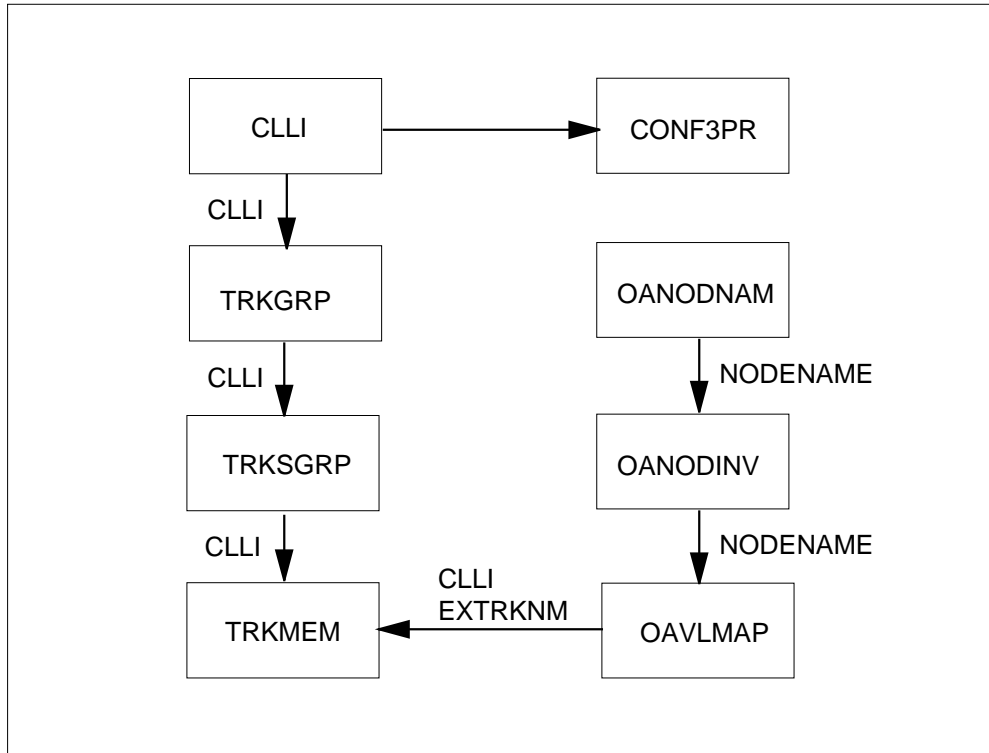 CLLI
CONF3PR
CLLI
TRKGRP
OANODNAM
CLLI
NODENAME
TRKSGRP
OANODINV
CLLI
NODENAME
CLLI
EXTRKNM
TRKMEM
OAVLMAP